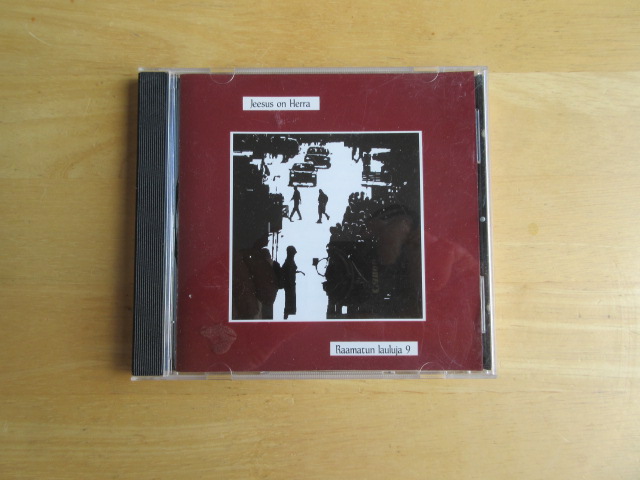 Jeesus on Herra
Raamatun lauluja 9